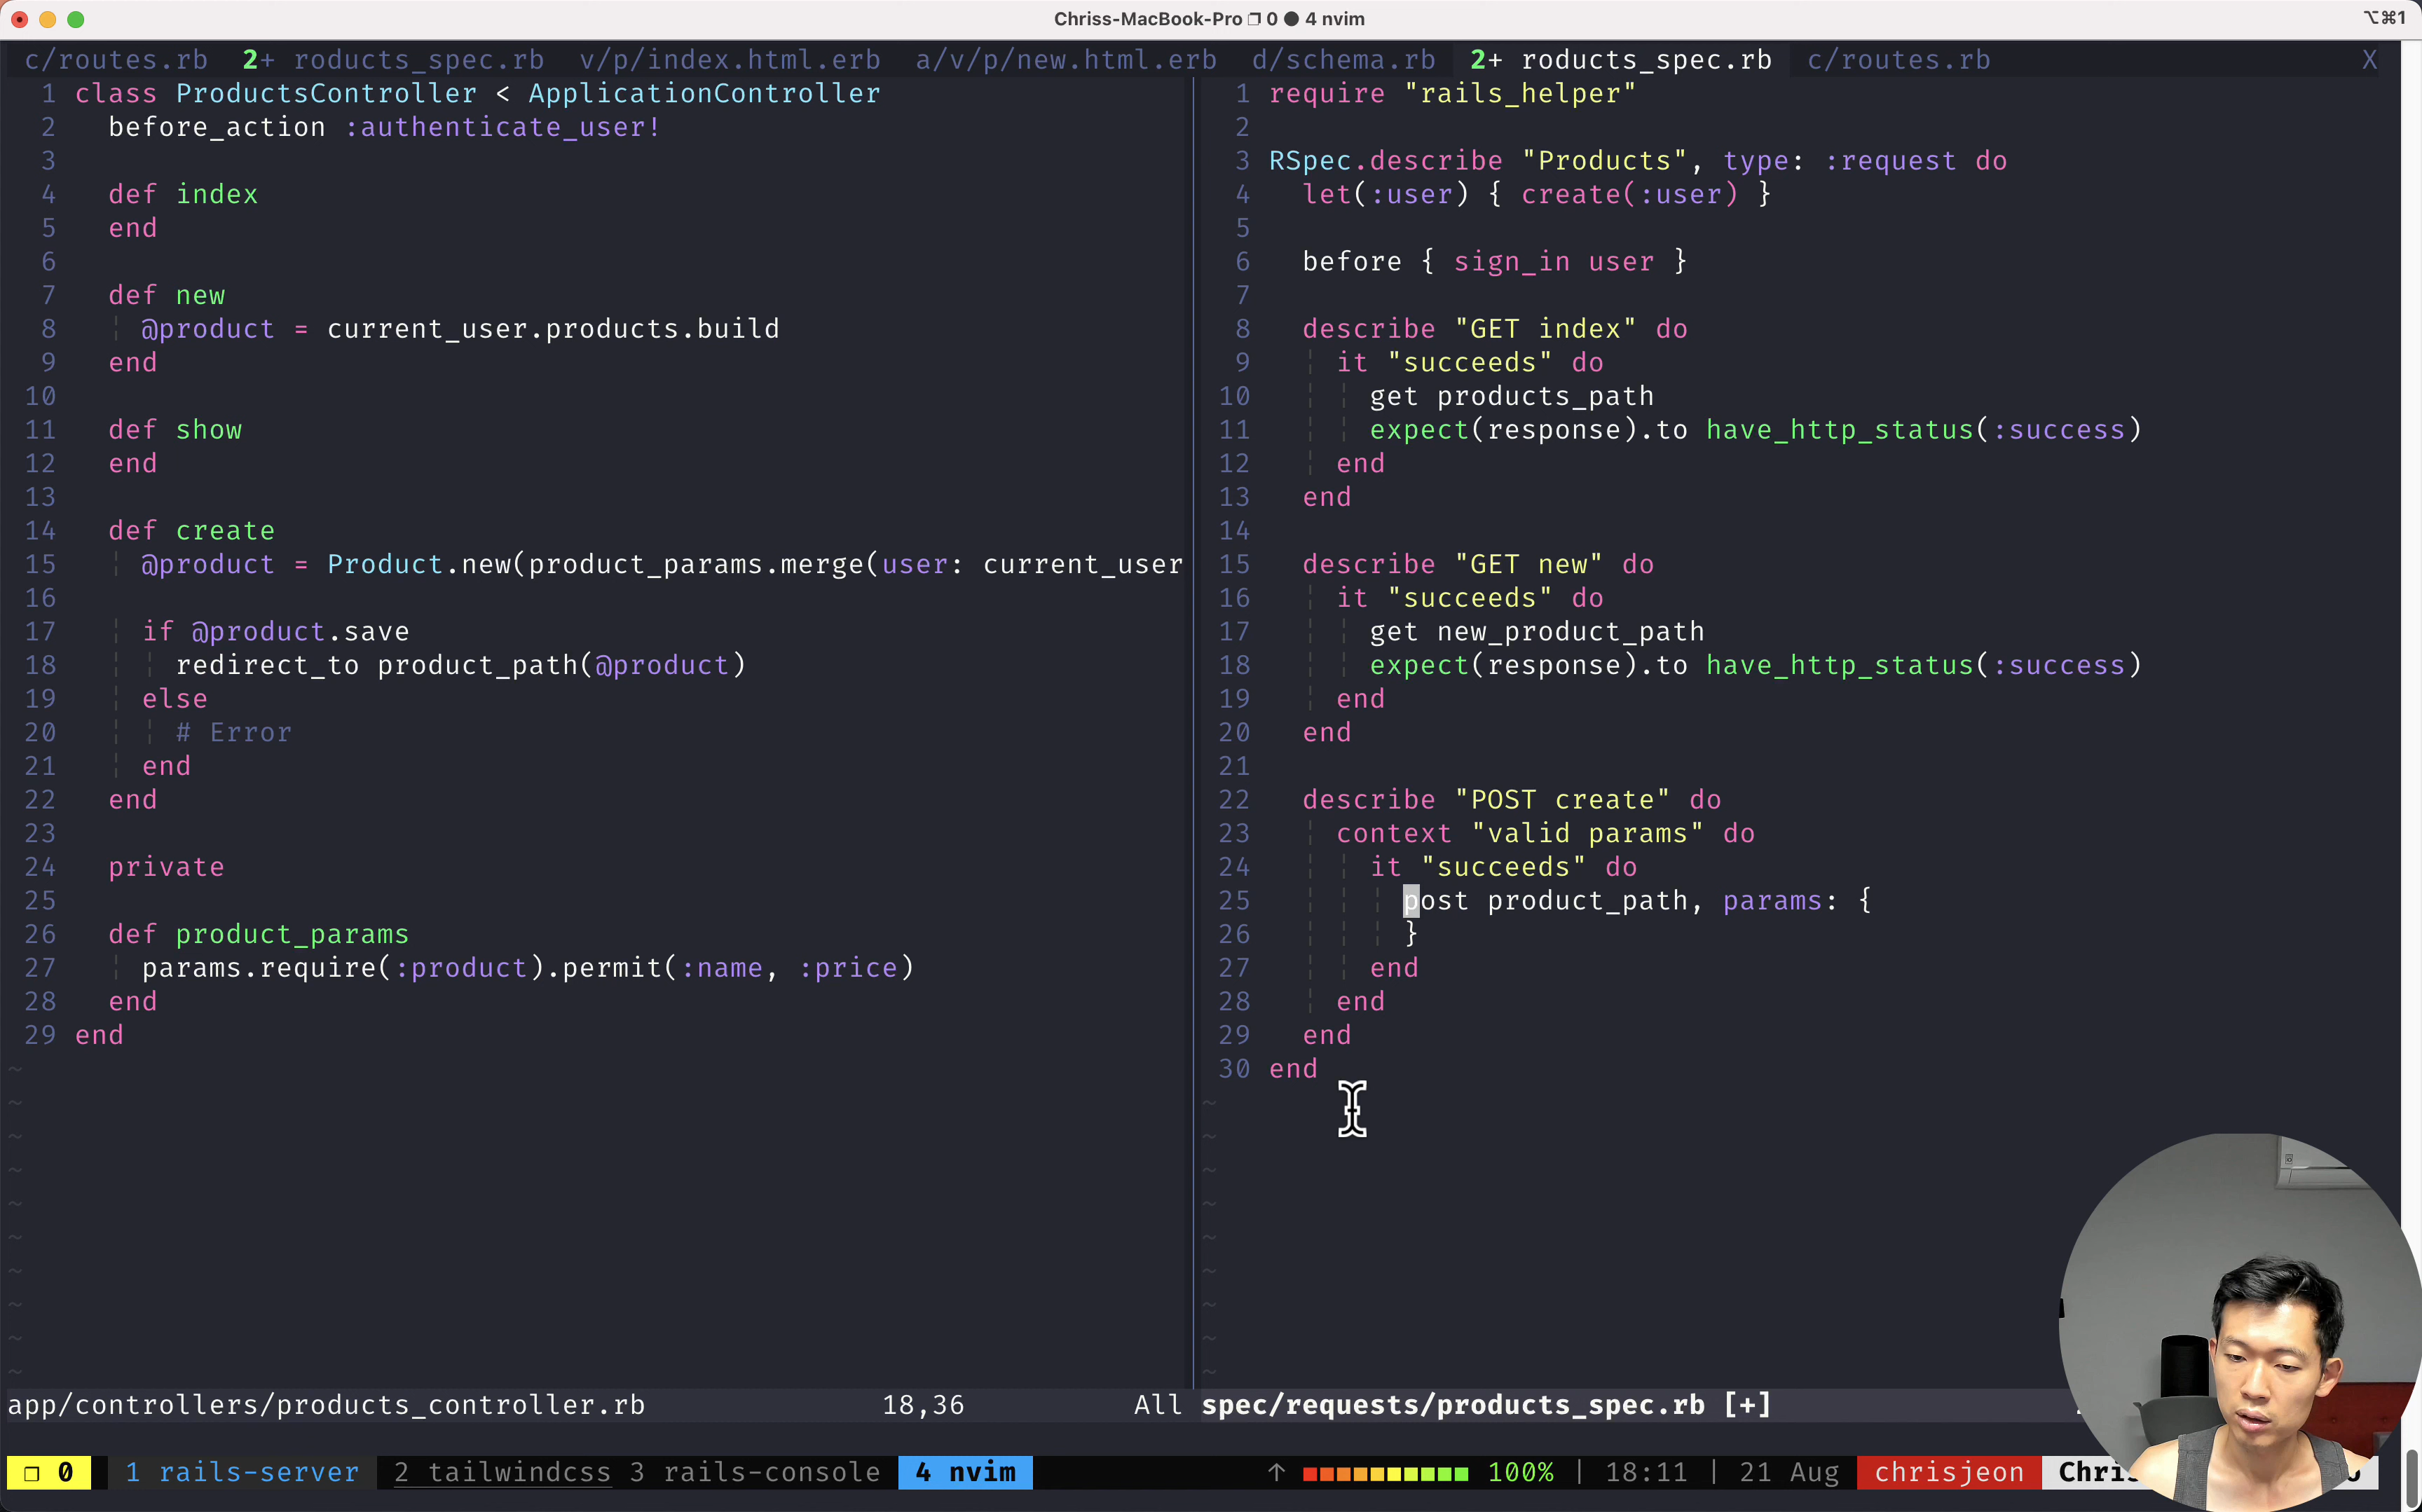 Chriss-MacBook-Pro ❐ 0 ● 4 nvim
⌥⌘1
c/routes.rb 2+ roducts_spec.rb v/p/index.html.erb a/v/p/new.html.erb d/schema.rb 2+ roducts_spec.rb c/routes.rb X
1 class ProductsController < ApplicationController
2 before_action :authenticate_user!
3
4 def index
5 end
6
7 def new
8 @product = current_user.products.build
9 end
10
11 def show
12 end
13
14 def create
15 @product = Product.new(product_params.merge(user: current_user
16
17 if @product.save
18 redirect_to product_path(@product)
19 else
20 # Error
21 end
22 end
23
24 private
25
26 def product_params
27 params.require(:product).permit(:name, :price)
28 end
29 end
1 require "rails_helper"
2
3 RSpec.describe "Products", type: :request do
4 let(:user) { create(:user) }
5
6 before { sign_in user }
7
8 describe "GET index" do
9 it "succeeds" do
10 get products_path
11 expect(response).to have_http_status(:success)
12 end
13 end
14
15 describe "GET new" do
16 it "succeeds" do
17 get new_product_path
18 expect(response).to have_http_status(:success)
19 end
20 end
21
22 describe "POST create" do
23 context "valid params" do
24 it "succeeds" do
25 post product_path, params: {
26 }
27 end
28 end
29 end
30 end
app/controllers/products_controller.rb 18,36 All
spec/requests/products_spec.rb [+]
❐ 0 1 rails-server 2 tailwindcss 3 rails-console 4 nvim ↑ 100% | 18:11 | 21 Aug chrisjeon